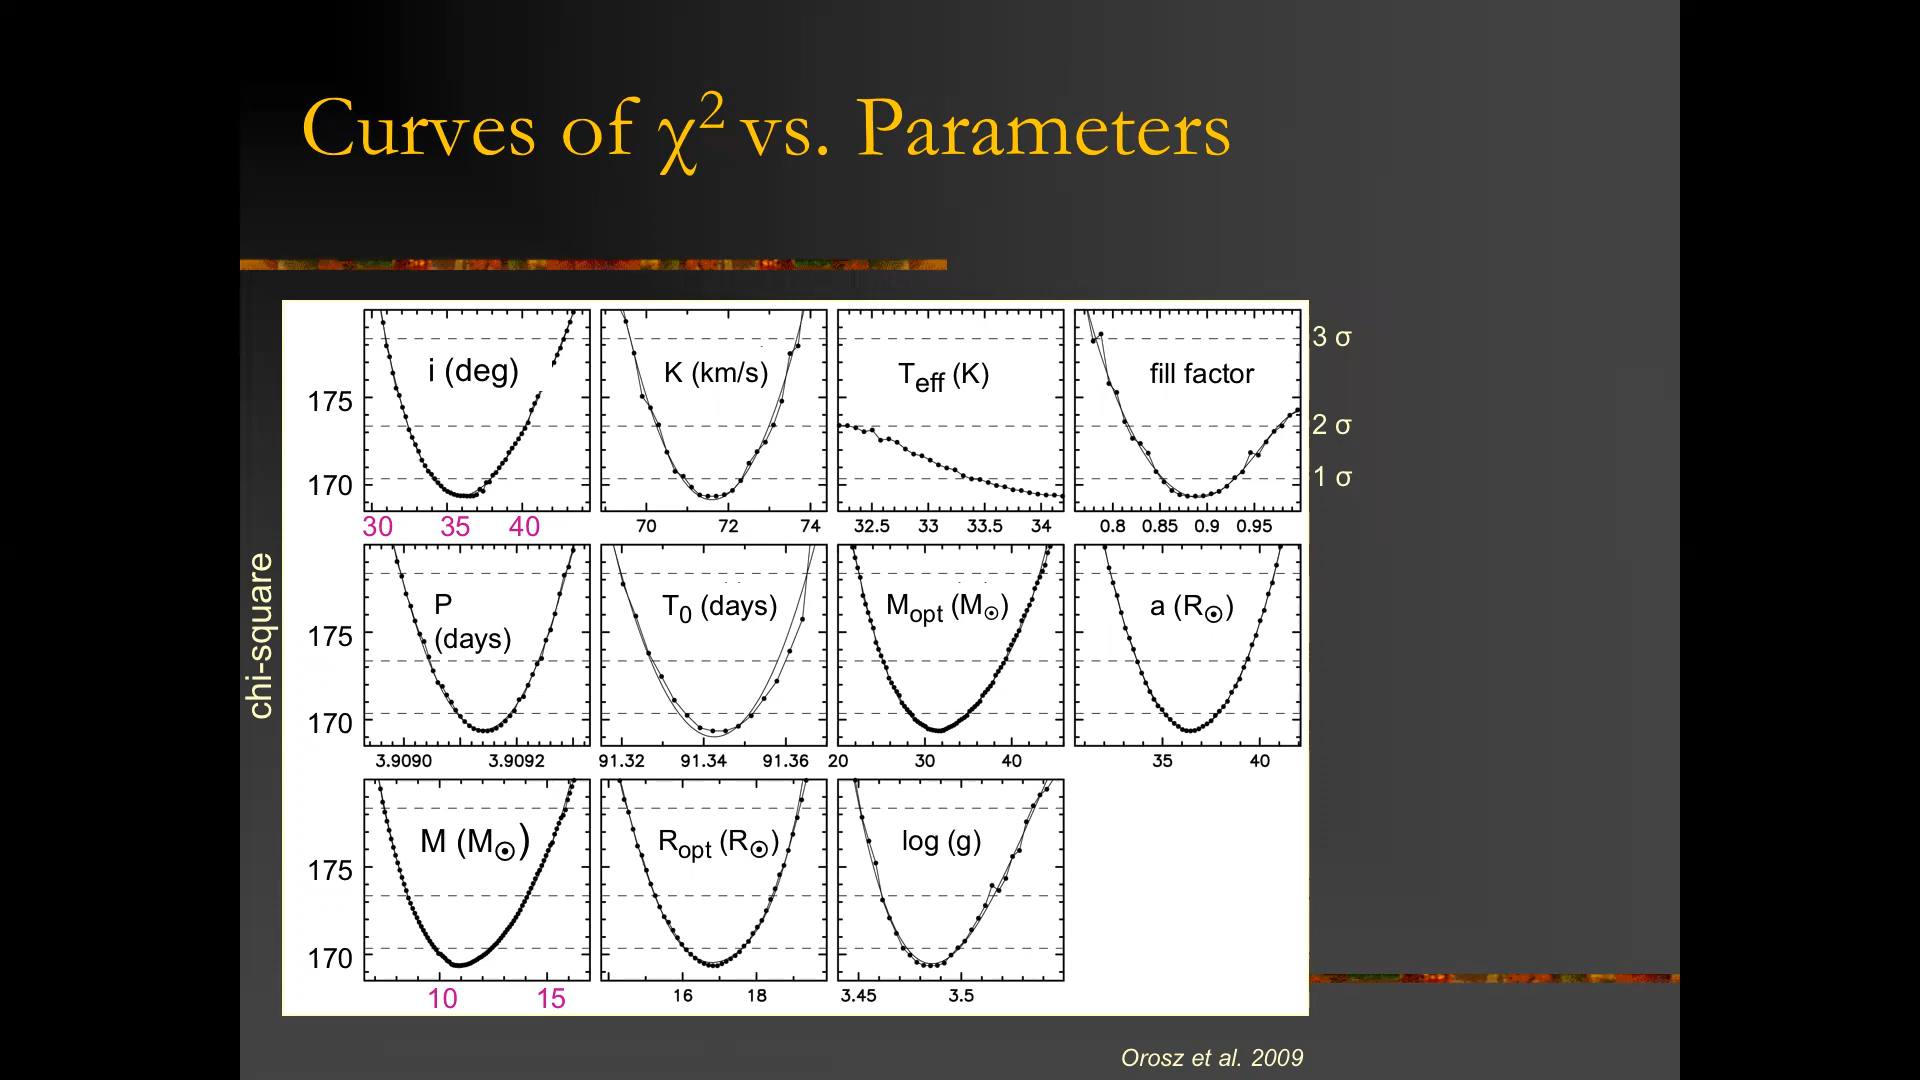 Curves of χ² vs. Parameters
i (deg)
K (km/s)
T_eff (K)
fill factor
3 σ
2 σ
1 σ
175
170
30 35 40
70 72 74
32.5 33 33.5 34
0.8 0.85 0.9 0.95
chi-square
P
(days)
T₀ (days)
M_opt (M⊙)
a (R⊙)
175
170
3.9090 3.9092
91.32 91.34 91.36
20 30 40
35 40
M (M⊙)
R_opt (R⊙)
log (g)
175
170
10 15
16 18
3.45 3.5
Orosz et al. 2009